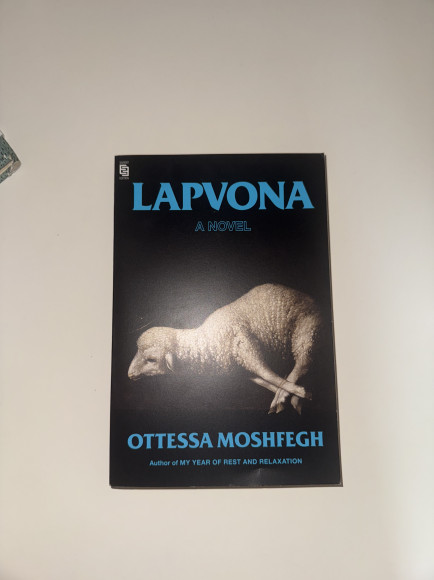 LAPVONA
A NOVEL
OTTESSA MOSHFEGH
Author of MY YEAR OF REST AND RELAXATION